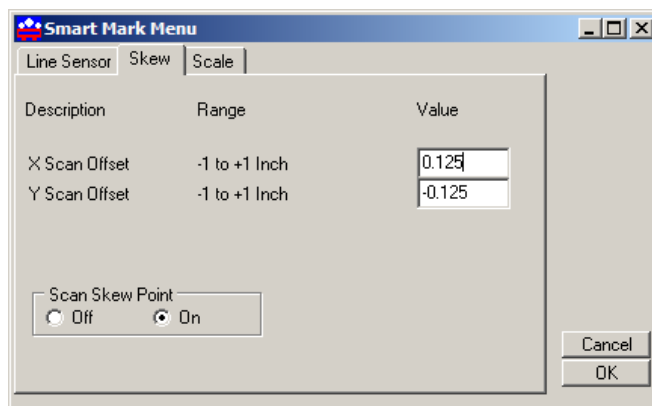 Smart Mark Menu
Line Sensor Skew Scale
Description Range Value
X Scan Offset -1 to +1 Inch 0.125
Y Scan Offset -1 to +1 Inch -0.125
Scan Skew Point
Off On
Cancel
OK